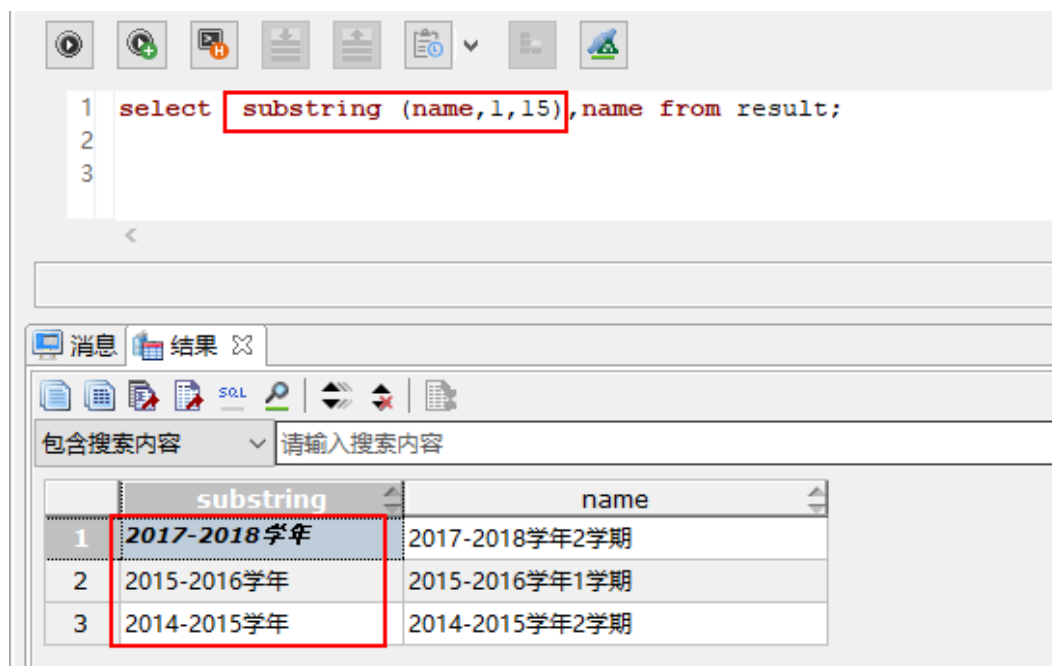 1 select substring (name,1,15),name from result;
2
3
消息 结果
SQL
包含搜索内容 请输入搜索内容
substring name
1 2017-2018学年 2017-2018学年2学期
2 2015-2016学年 2015-2016学年1学期
3 2014-2015学年 2014-2015学年2学期